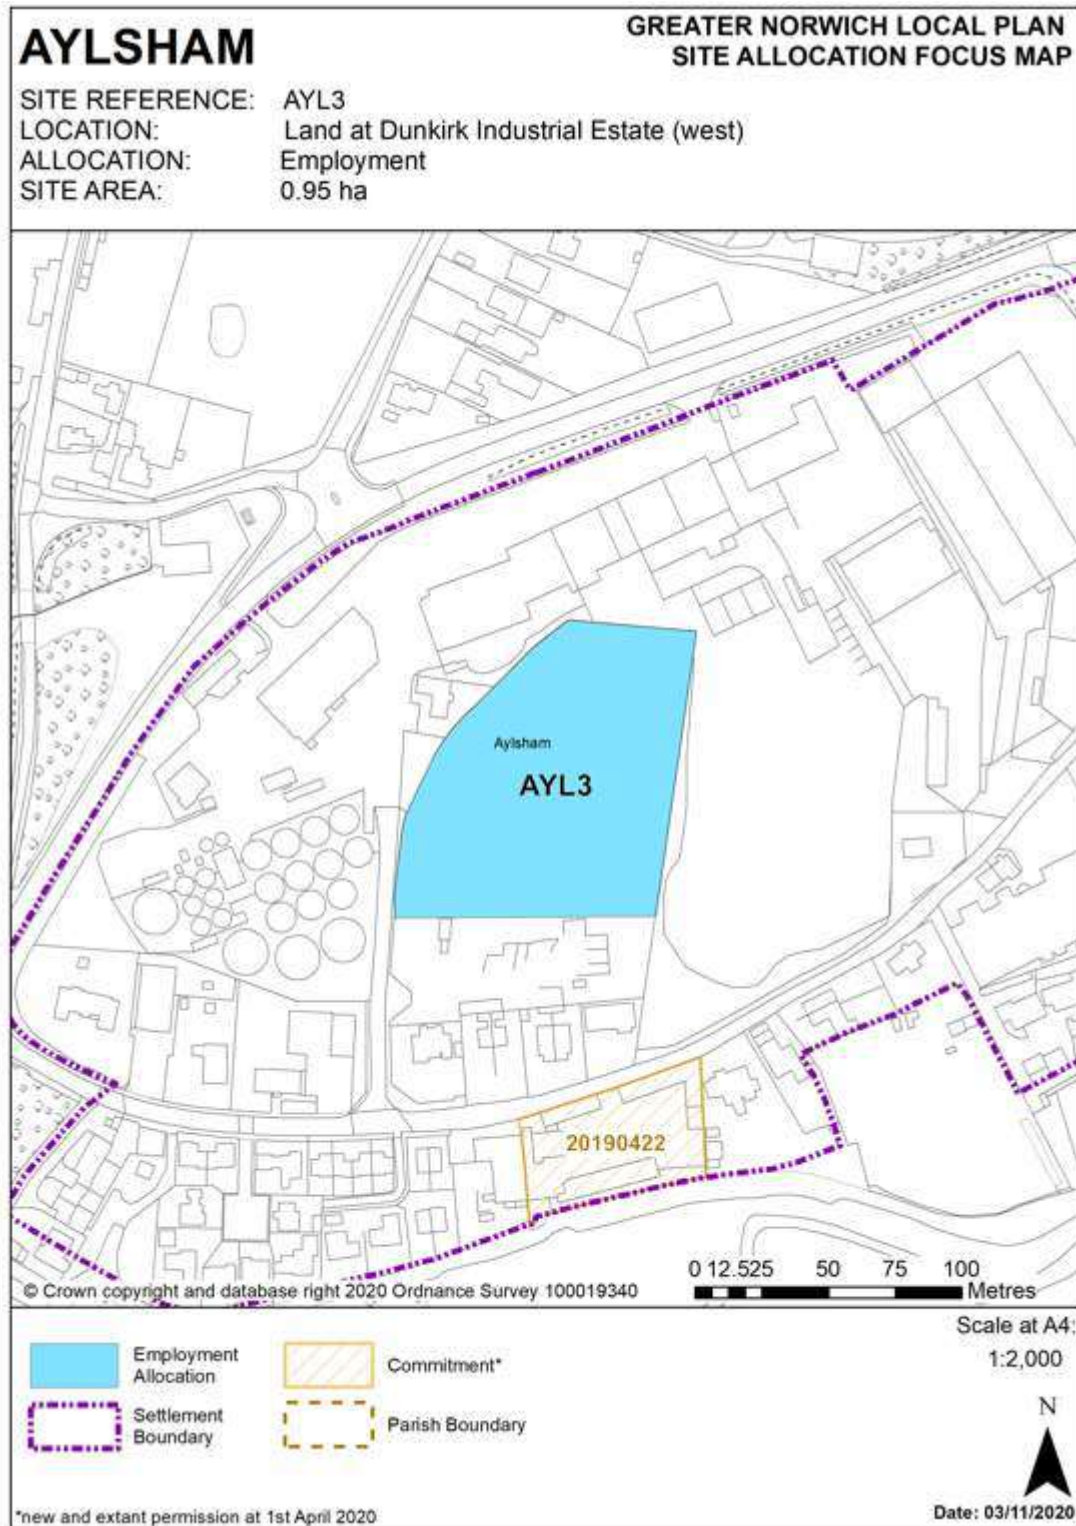 AYLSHAM
GREATER NORWICH LOCAL PLAN
SITE ALLOCATION FOCUS MAP
SITE REFERENCE: AYL3
LOCATION: Land at Dunkirk Industrial Estate (west)
ALLOCATION: Employment
SITE AREA: 0.95 ha
Aylsham
AYL3
20190422
0 12.525 50 75 100
Metres
© Crown copyright and database right 2020 Ordnance Survey 100019340
Employment
Allocation
Commitment*
Settlement
Boundary
Parish Boundary
Scale at A4:
1:2,000
N
*new and extant permission at 1st April 2020
Date: 03/11/2020